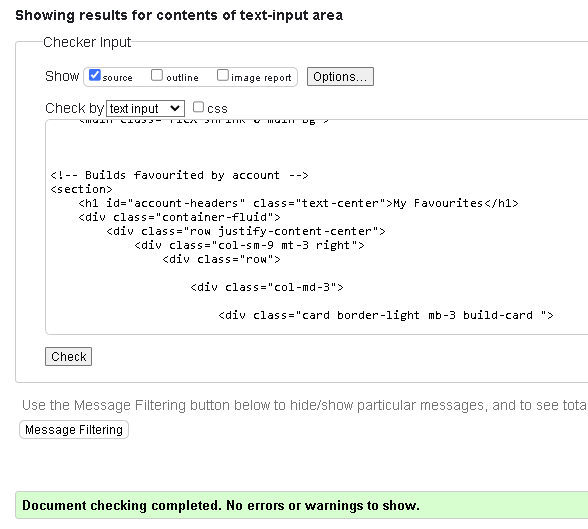 Showing results for contents of text-input area
Checker Input
Show source outline image report Options...
Check by text input css
<main class="flex-shrink-0 main-bg">
<!-- Builds favourited by account -->
<section>
<h1 id="account-headers" class="text-center">My Favourites</h1>
<div class="container-fluid">
<div class="row justify-content-center">
<div class="col-sm-9 mt-3 right">
<div class="row">
<div class="col-md-3">
<div class="card border-light mb-3 build-card ">
Check
Use the Message Filtering button below to hide/show particular messages, and to see tota
Message Filtering
Document checking completed. No errors or warnings to show.